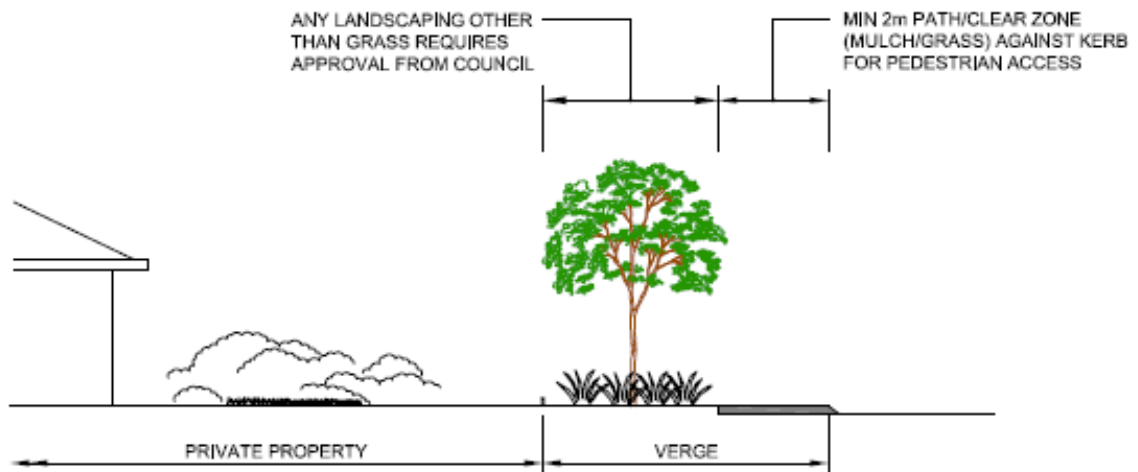 ANY LANDSCAPING OTHER
THAN GRASS REQUIRES
APPROVAL FROM COUNCIL
MIN 2m PATH/CLEAR ZONE
(MULCH/GRASS) AGAINST KERB
FOR PEDESTRIAN ACCESS
PRIVATE PROPERTY
VERGE